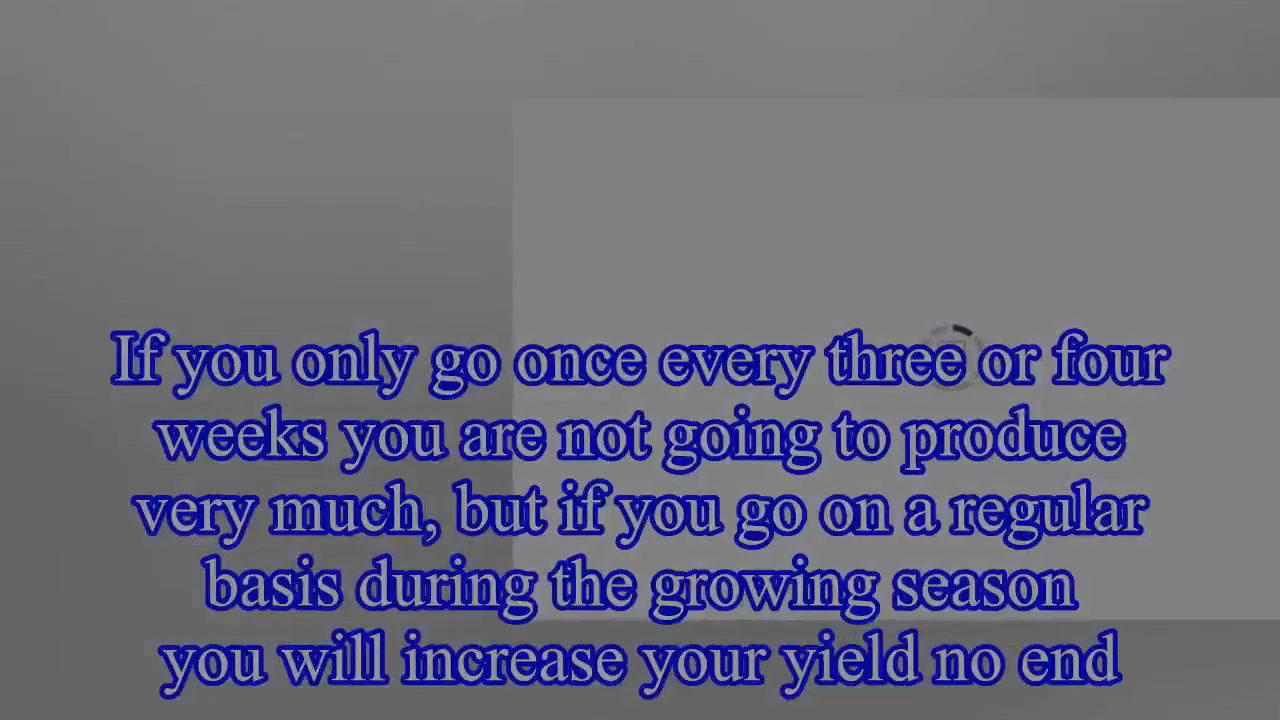 If you only go once every three or four
weeks you are not going to produce
very much, but if you go on a regular
basis during the growing season
you will increase your yield no end